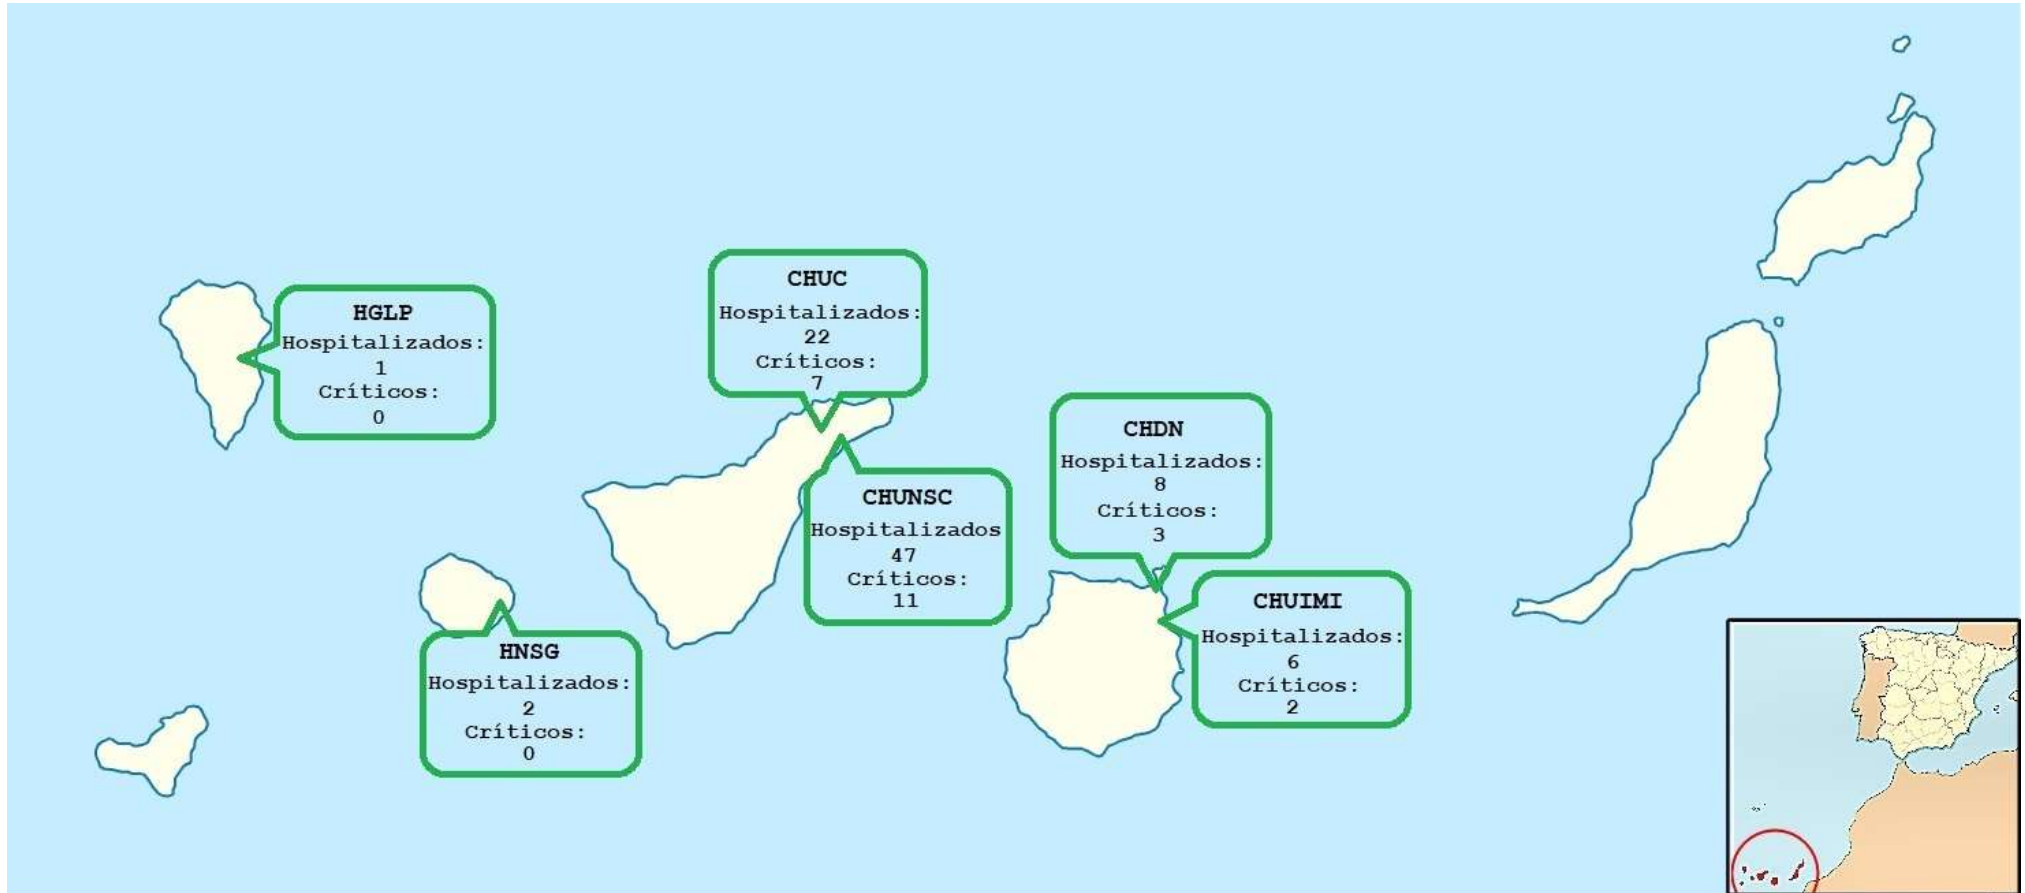 HGLP
Hospitalizados:
1
Críticos:
0
CHUC
Hospitalizados:
22
Críticos:
7
CHUNSC
Hospitalizados
47
Críticos:
11
CHDN
Hospitalizados:
8
Críticos:
3
CHUIMI
Hospitalizados:
6
Críticos:
2
HNSG
Hospitalizados:
2
Críticos:
0